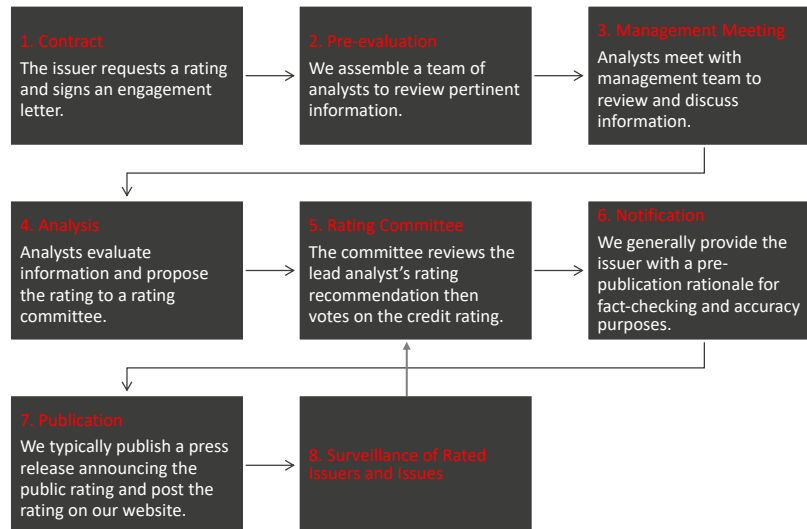 1. Contract
The issuer requests a rating
and signs an engagement
letter.
2. Pre-evaluation
We assemble a team of
analysts to review pertinent
information.
3. Management Meeting
Analysts meet with
management team to
review and discuss
information.
4. Analysis
Analysts evaluate
information and propose
the rating to a rating
committee.
5. Rating Committee
The committee reviews the
lead analyst's rating
recommendation then
votes on the credit rating.
6. Notification
We generally provide the
issuer with a pre-
publication rationale for
fact-checking and accuracy
purposes.
7. Publication
We typically publish a press
release announcing the
public rating and post the
rating on our website.
8. Surveillance of Rated
Issuers and Issues